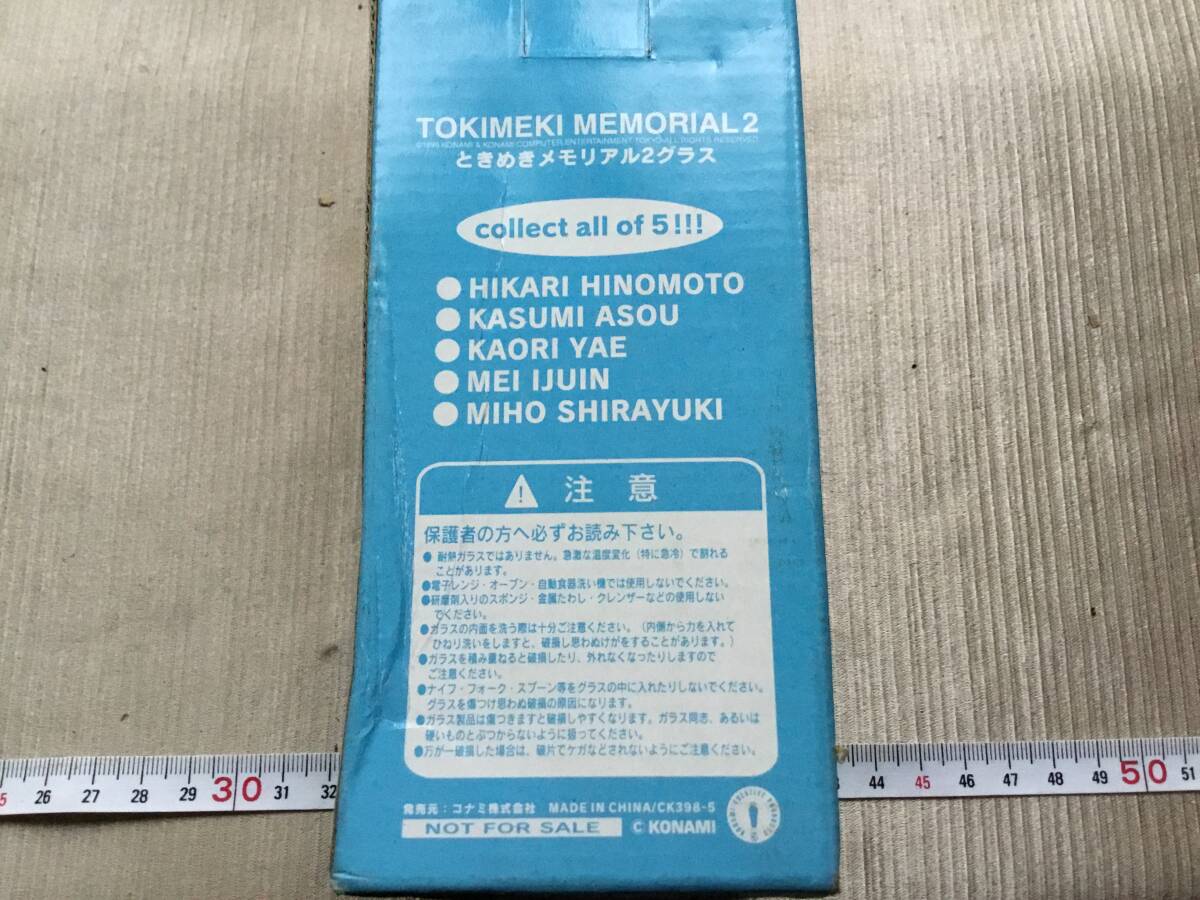 TOKIMEKI MEMORIAL 2
©1999 KONAMI & KONAMI COMPUTER ENTERTAINMENT TOKYO ALL RIGHTS RESERVED
ときめきメモリアル2グラス
collect all of 5!!!
● HIKARI HINOMOTO
● KASUMI ASOU
● KAORI YAE
● MEI IJUIN
● MIHO SHIRAYUKI
注 意
保護者の方へ必ずお読み下さい。
●耐熱ガラスではありません。急激な温度変化(特に急冷)で割れる
ことがあります。
●電子レンジ・オーブン・自動食器洗い機では使用しないでください。
●研磨剤入りのスポンジ・金属たわし・クレンザーなどの使用しない
でください。
●ガラスの内面を洗う際は十分ご注意ください。(内側から力を入れて
ひねり洗いをしますと、破損し思わぬけがをすることがあります。)
●ガラスを積み重ねると破損したり、外れなくなったりしますので
ご注意ください。
●ナイフ・フォーク・スプーン等をグラスの中に入れたりしないでください。
グラスを傷つけ思わぬ破損の原因になります。
●ガラス製品は傷つきますと破損しやすくなります。ガラス同志、あるいは
硬いものとぶつからないように扱ってください。
●万が一破損した場合は、破片でケガなどされないようにご注意ください。
26 27 28 29 30 31 32
44 45 46 47 48 49 50 51
発売元:コナミ株式会社 MADE IN CHINA/CK398-5
NOT FOR SALE © KONAMI